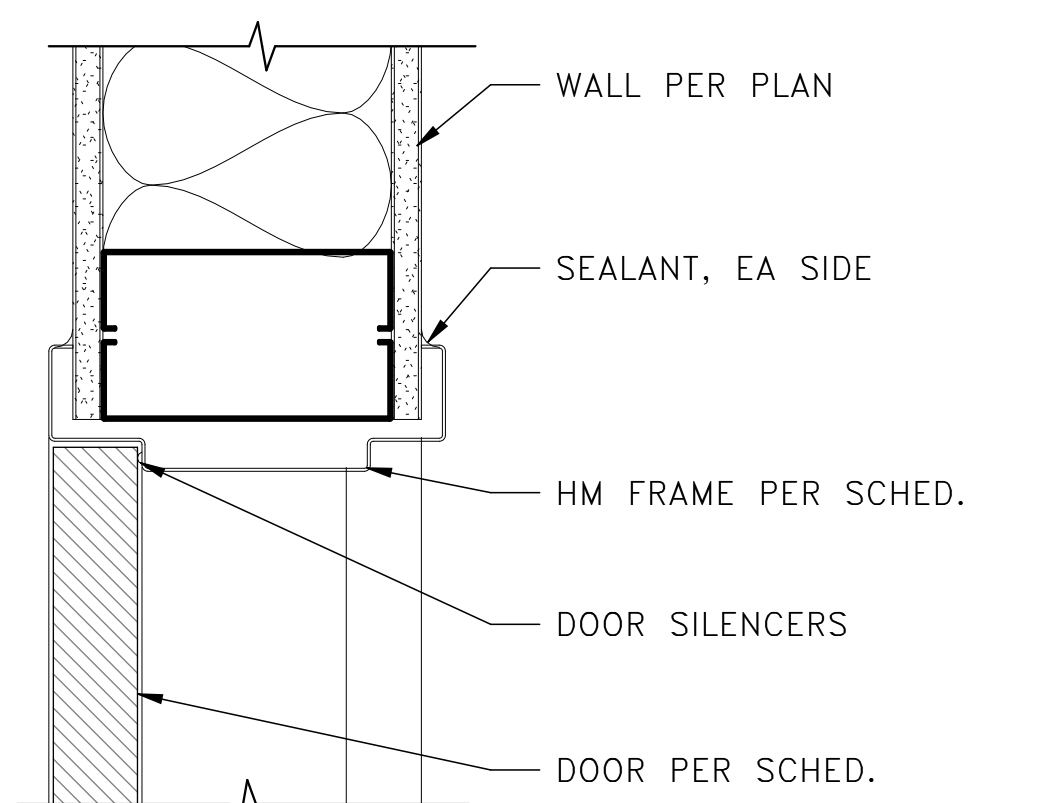 WALL PER PLAN
SEALANT, EA SIDE
HM FRAME PER SCHED.
DOOR SILENCERS
DOOR PER SCHED.